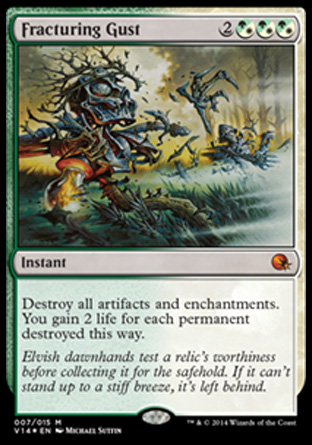 Fracturing Gust 2
Instant
Destroy all artifacts and enchantments.
You gain 2 life for each permanent
destroyed this way.
Elvish dawnhands test a relic's worthiness
before collecting it for the safehold. If it can't
stand up to a stiff breeze, it's left behind.
007/015 M
V14★EN Michael Sutfin ™ & © 2014 Wizards of the Coast